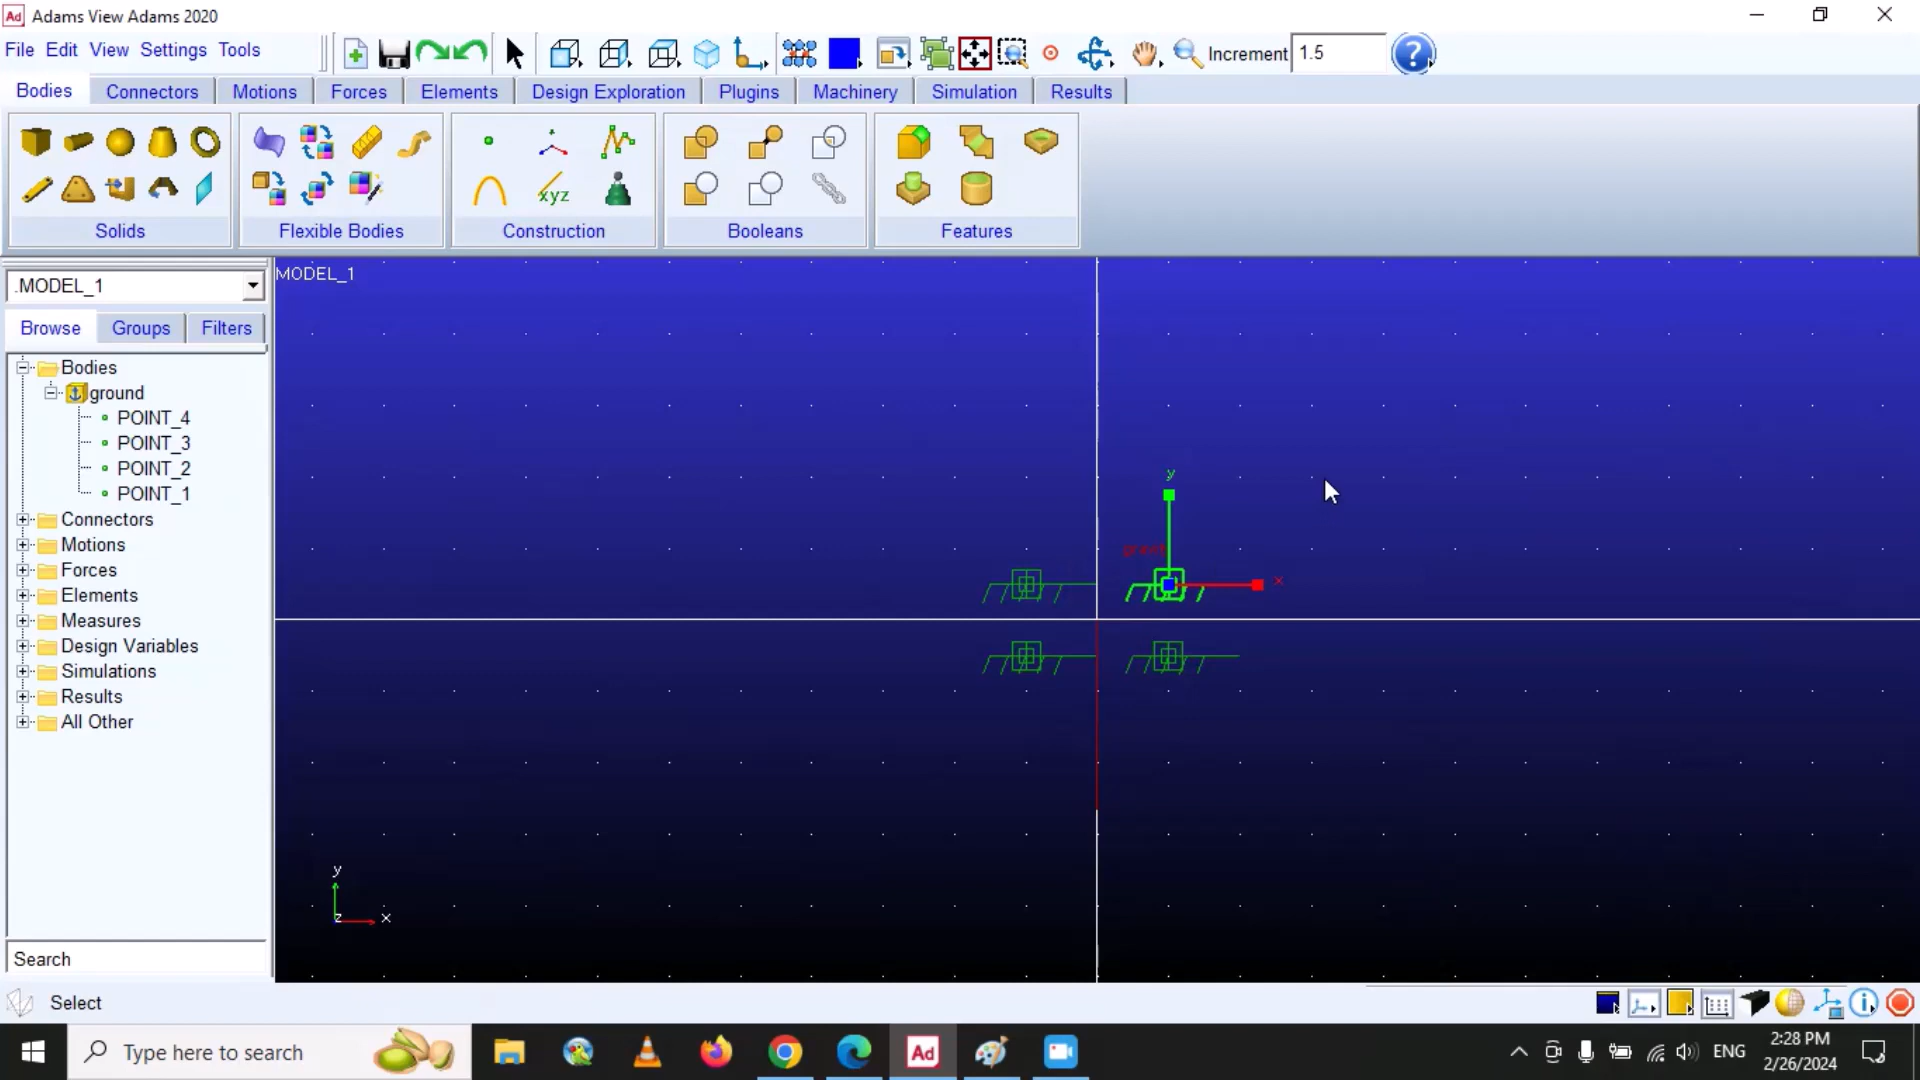 Ad Adams View Adams 2020
File Edit View Settings Tools
Increment 1.5 ?
Bodies Connectors Motions Forces Elements Design Exploration Plugins Machinery Simulation Results
xyz
Solids Flexible Bodies Construction Booleans Features
.MODEL_1
MODEL_1
Browse Groups Filters
Bodies
ground
POINT_4
POINT_3
POINT_2
POINT_1
Connectors
Motions
Forces
Elements
Measures
Design Variables
Simulations
Results
All Other
y
x
y
z x
Search
Select
Type here to search
Ad
ENG
2:28 PM
2/26/2024